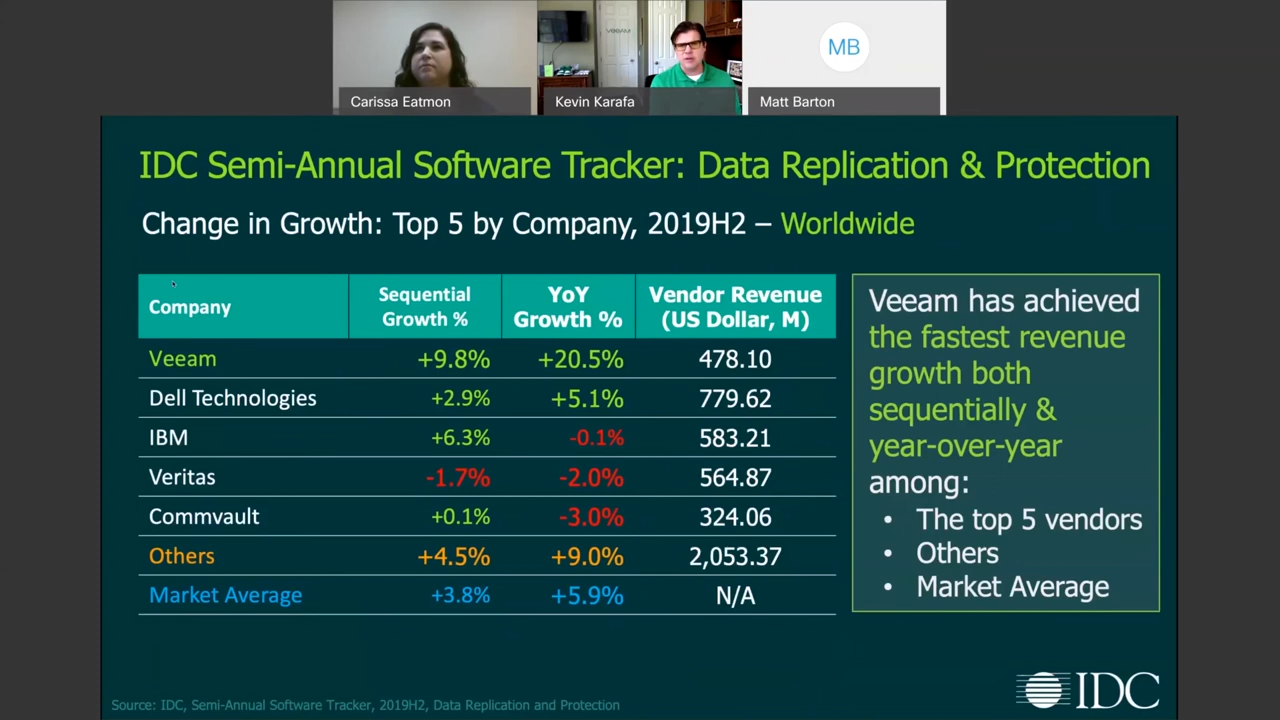 MB
veeam
Carissa Eatmon
Kevin Karafa
Matt Barton
IDC Semi-Annual Software Tracker: Data Replication & Protection
Change in Growth: Top 5 by Company, 2019H2 – Worldwide
Company Sequential Growth % YoY Growth % Vendor Revenue (US Dollar, M)
Veeam +9.8% +20.5% 478.10
Dell Technologies +2.9% +5.1% 779.62
IBM +6.3% -0.1% 583.21
Veritas -1.7% -2.0% 564.87
Commvault +0.1% -3.0% 324.06
Others +4.5% +9.0% 2,053.37
Market Average +3.8% +5.9% N/A
Veeam has achieved
the fastest revenue
growth both
sequentially &
year-over-year
among:
• The top 5 vendors
• Others
• Market Average
IDC
Source: IDC, Semi-Annual Software Tracker, 2019H2, Data Replication and Protection